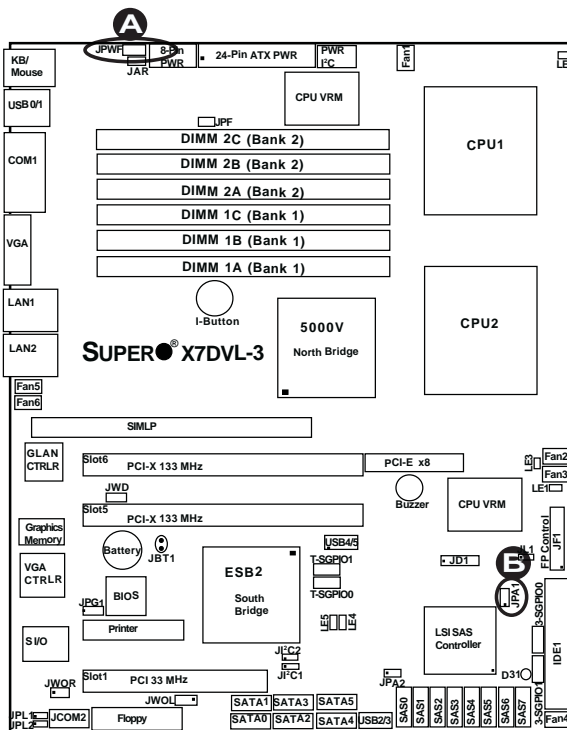 A
JPWF
8-Pin PWR
24-Pin ATX PWR
PWR I²C
Fan1
LE
KB/ Mouse
JAR
USB 0/1
CPU VRM
JPF
COM1
DIMM 2C (Bank 2)
DIMM 2B (Bank 2)
DIMM 2A (Bank 2)
DIMM 1C (Bank 1)
DIMM 1B (Bank 1)
DIMM 1A (Bank 1)
CPU1
VGA
LAN1
I-Button
5000V
North Bridge
CPU2
LAN2
SUPER® X7DVL-3
Fan5
Fan6
SIMLP
GLAN CTRLR
Slot6
PCI-X 133 MHz
PCI-E x8
LE3
Fan2
Fan3
LE1
JWD
Buzzer
CPU VRM
Slot5
PCI-X 133 MHz
Graphics Memory
Battery
JBT1
USB4/5
FP Control
JF1
JL1
B
T-SGPIO1
JD1
VGA CTRLR
ESB2
South Bridge
T-SGPIO0
JPA1
3-SGPIO0
BIOS
JPG1
Printer
LE5
LE4
LSI SAS Controller
IDE1
S I/O
JI²C2
JI²C1
Slot1
PCI 33 MHz
JPA2
D31
3-SGPIO1
JWOR
JWOL
SATA1
SATA3
SATA5
SAS0
SAS1
SAS2
SAS3
SAS4
SAS5
SAS6
SAS7
JPL1
JPL2
JCOM2
Floppy
SATA0
SATA2
SATA4
USB2/3
Fan4